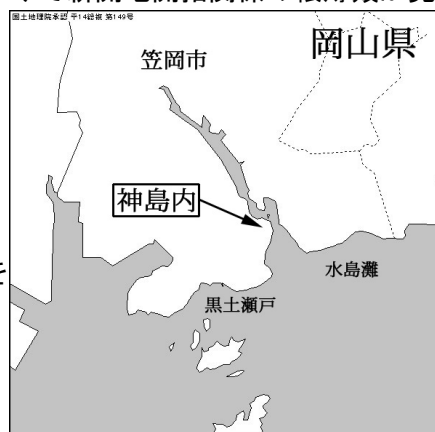 国土地理院承認 平14総複 第149号
岡山県
笠岡市
神島内
水島灘
黒土瀬戸